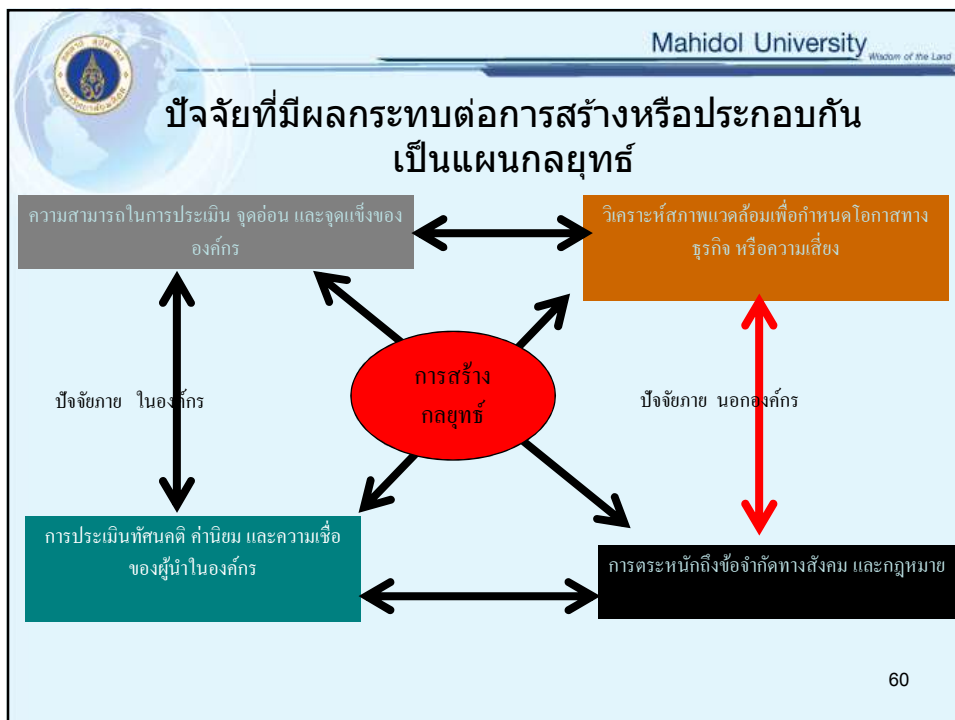 Mahidol University
Wisdom of the Land
ปัจจัยที่มีผลกระทบต่อการสร้างหรือประกอบกัน
เป็นแผนกลยุทธ์
ความสามารถในการประเมิน จุดอ่อน และจุดแข็งของ
องค์กร
วิเคราะห์สภาพแวดล้อมเพื่อกำหนดโอกาสทาง
ธุรกิจ หรือความเสี่ยง
การสร้าง
กลยุทธ์
ปัจจัยภาย ในองค์กร
ปัจจัยภาย นอกองค์กร
การประเมินทัศนคติ ค่านิยม และความเชื่อ
ของผู้นำในองค์กร
การตระหนักถึงข้อจำกัดทางสังคม และกฎหมาย
60